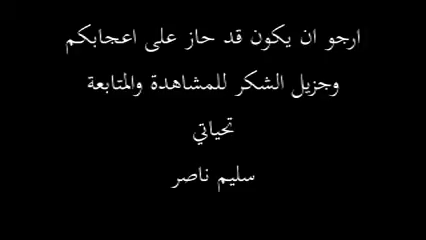 ارجو ان يكون قد حاز على اعجابكم
وجزيل الشكر للمشاهدة والمتابعة
تحياتي
سليم ناصر